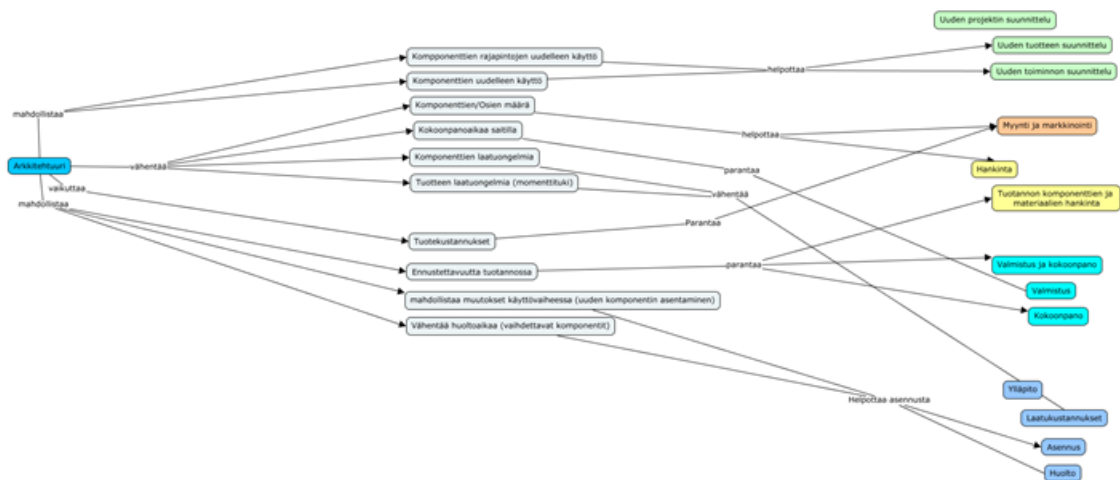 Uuden projektin suunnittelu
Uuden tuotteen suunnittelu
Kompponenttien rajapintojen uudelleen käyttö
helpottaa
Uuden toiminnon suunnittelu
Komponenttien uudelleen käyttö
Komponenttien/Osien määrä
mahdollistaa
Kokoonpanoaikaa saitilla
helpottaa
Myynti ja markkinointi
Komponenttien laatuongelmia
Arkkitehtuuri
vähentää
parantaa
Hankinta
Tuotteen laatuongelmia (momenttituki)
vaikuttaa
vähentää
Tuotannon komponenttien ja
materiaalien hankinta
mahdollistaa
Parantaa
Tuotekustannukset
Ennustettavuutta tuotannossa
parantaa
Valmistus ja kokoonpano
Valmistus
mahdollistaa muutokset käyttövaiheessa (uuden komponentin asentaminen)
Kokoonpano
Vähentää huoltoaikaa (vaihdettavat komponentit)
Ylläpito
Helpottaa asennusta
Laatukustannukset
Asennus
Huolto